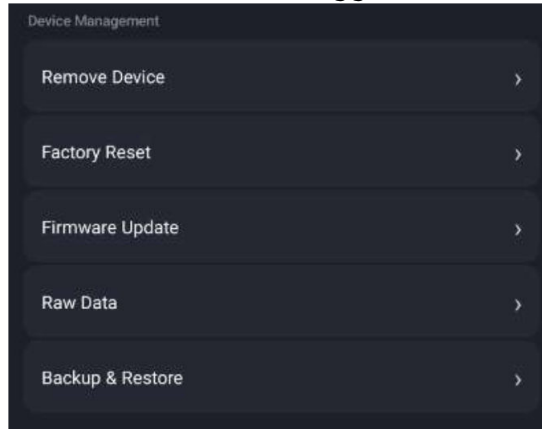 Device Management
Remove Device
Factory Reset
Firmware Update
Raw Data
Backup & Restore